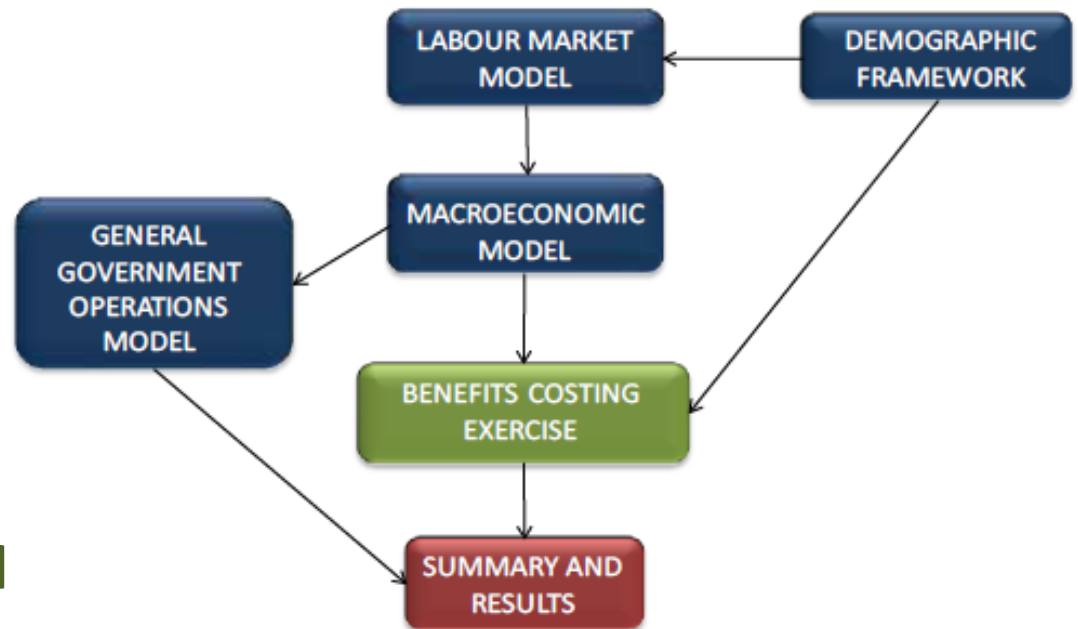 LABOUR MARKET
MODEL
DEMOGRAPHIC
FRAMEWORK
MACROECONOMIC
MODEL
GENERAL
GOVERNMENT
OPERATIONS
MODEL
BENEFITS COSTING
EXERCISE
SUMMARY AND
RESULTS